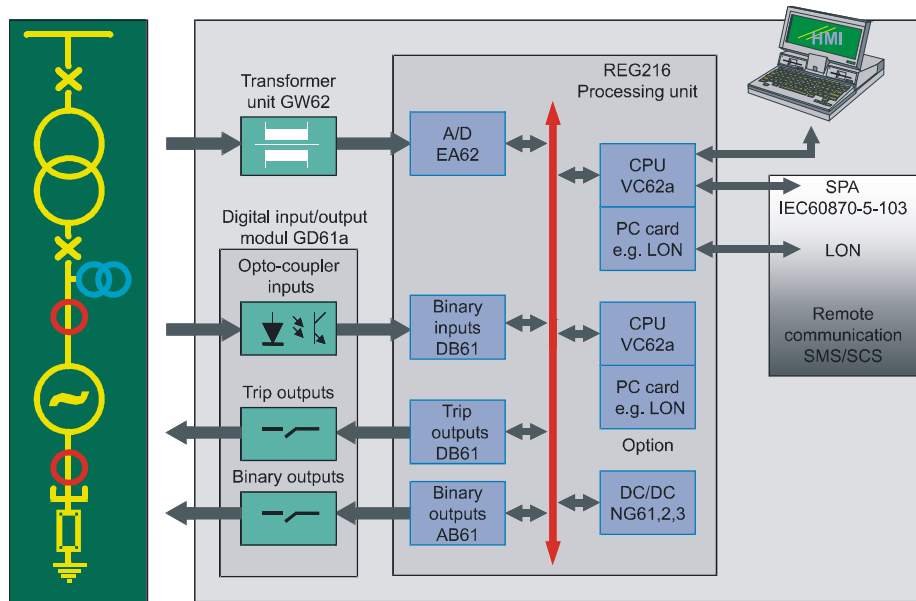 HMI
Transformer
unit GW62
REG216
Processing unit
A/D
EA62
CPU
VC62a
PC card
e.g. LON
SPA
IEC60870-5-103
LON
Remote
communication
SMS/SCS
Digital input/output
modul GD61a
Opto-coupler
inputs
Binary
inputs
DB61
CPU
VC62a
PC card
e.g. LON
Option
Trip outputs
Trip
outputs
DB61
Binary outputs
Binary
outputs
AB61
DC/DC
NG61,2,3